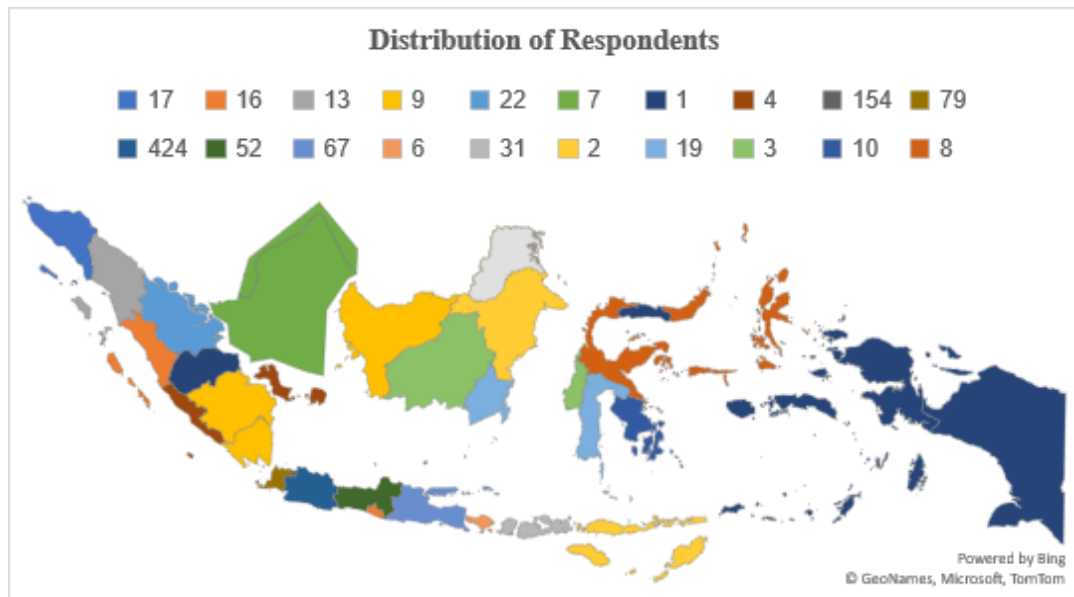 Distribution of Respondents
17 16 13 9 22 7 1 4 154 79
424 52 67 6 31 2 19 3 10 8
Powered by Bing
© GeoNames, Microsoft, TomTom